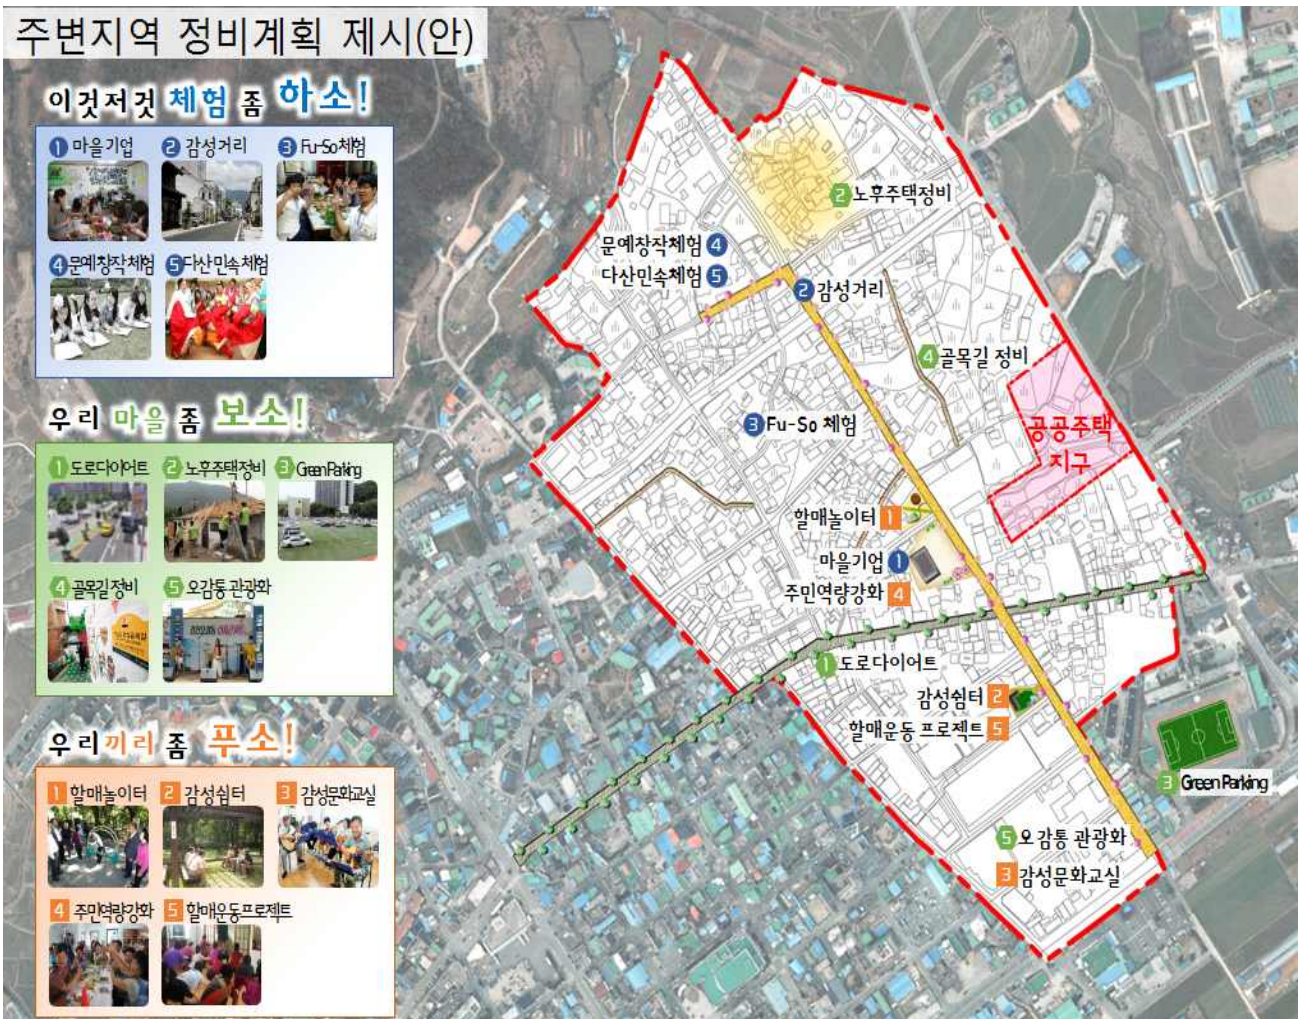 주변지역 정비계획 제시(안)
이것저것 체험 좀 하소!
1 마을기업 2 감성거리 3 Fu-So체험
4 문예창작체험 5 다산민속체험
우리 마을 좀 보소!
1 도로다이어트 2 노후주택정비 3 Green Parking
4 골목길 정비 5 오감통 관광화
우리끼리 좀 푸소!
1 할매놀이터 2 감성쉼터 3 감성문화교실
4 주민역량강화 5 할매운동프로젝트
2 노후주택정비
문예창작체험 4
다산민속체험 5
2 감성거리
4 골목길 정비
3 Fu-So 체험
공공주택
지구
할매놀이터 1
마을기업 1
주민역량강화 4
1 도로다이어트
감성쉼터 2
할매운동 프로젝트 5
3 Green Parking
5 오감통 관광화
3 감성문화교실